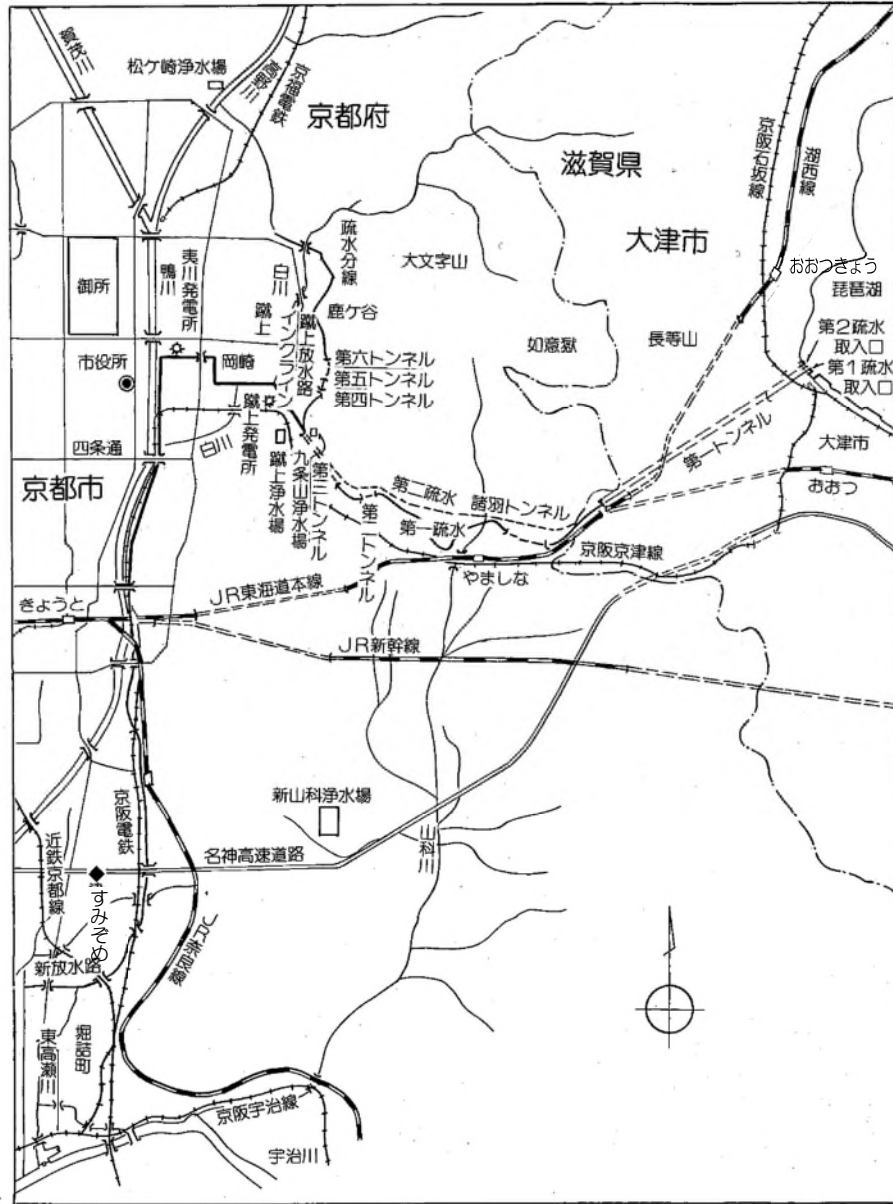 賀茂川
松ケ崎浄水場
高野川
京福電鉄
京都府
滋賀県
大津市
京阪石坂線
湖西線
おおつきょう
琵琶湖
第2疏水
取入口
第1疏水
取入口
大津市
おおつ
御所
鴨川
夷川発電所
白川
蹴上
インクライン
蹴上放水路
疏水分線
大文字山
鹿ケ谷
如意獄
長等山
市役所
岡崎
第六トンネル
第五トンネル
第四トンネル
第一トンネル
四条通
白川
蹴上発電所
蹴上浄水場
九条山浄水場
第三トンネル
第二トンネル
第二疏水
諸羽トンネル
第一疏水
京都市
京阪京津線
やましな
きょうと
JR東海道本線
JR新幹線
新山科浄水場
山科川
名神高速道路
京阪電鉄
近鉄京都線
すみぞめ
JR奈良線
新放水路
東高瀬川
堀詰町
京阪宇治線
宇治川